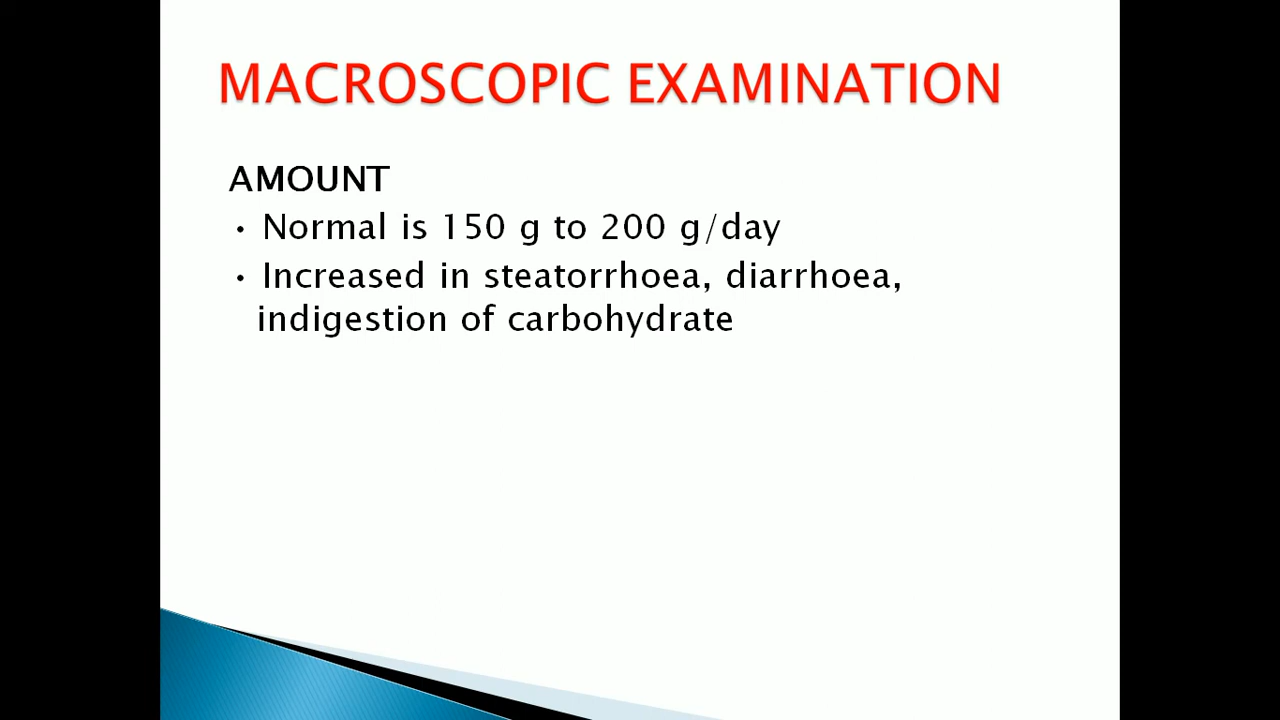 MACROSCOPIC EXAMINATION
AMOUNT
• Normal is 150 g to 200 g/day
• Increased in steatorrhoea, diarrhoea,
indigestion of carbohydrate